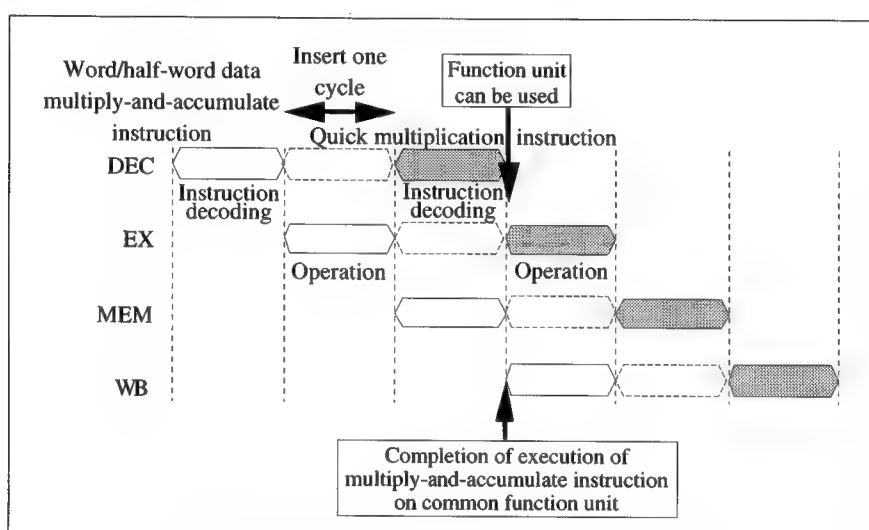 Word/half-word data
multiply-and-accumulate
instruction
Insert one
cycle
Function unit
can be used
Quick multiplication instruction
DEC
Instruction
decoding
Instruction
decoding
EX
Operation
Operation
MEM
WB
Completion of execution of
multiply-and-accumulate instruction
on common function unit